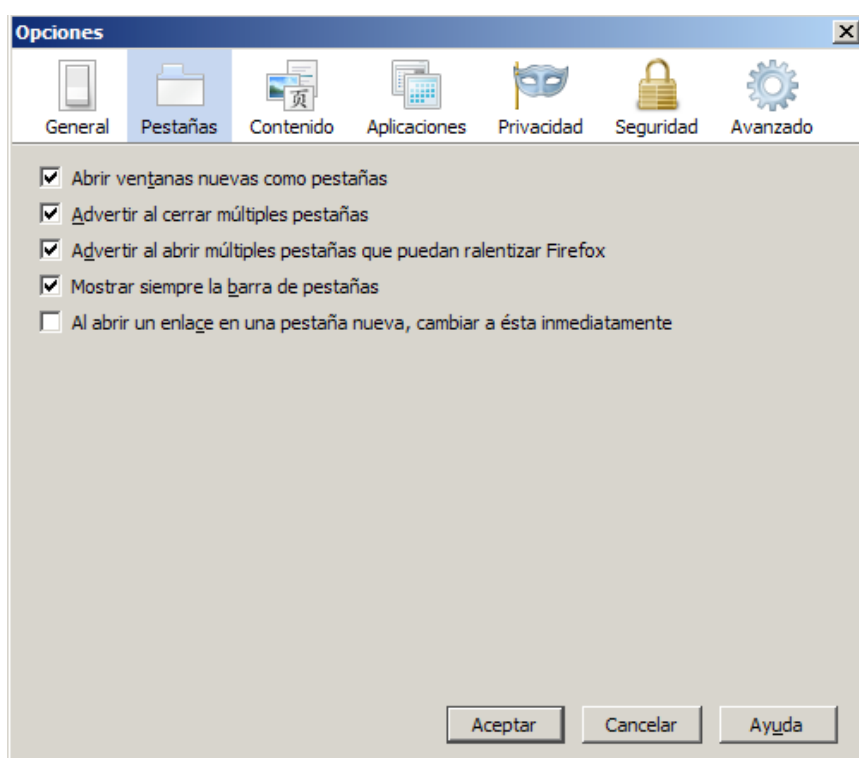 Opciones
页
General Pestañas Contenido Aplicaciones Privacidad Seguridad Avanzado
Abrir ventanas nuevas como pestañas
Advertir al cerrar múltiples pestañas
Advertir al abrir múltiples pestañas que puedan ralentizar Firefox
Mostrar siempre la barra de pestañas
Al abrir un enlace en una pestaña nueva, cambiar a ésta inmediatamente
Aceptar Cancelar Ayuda